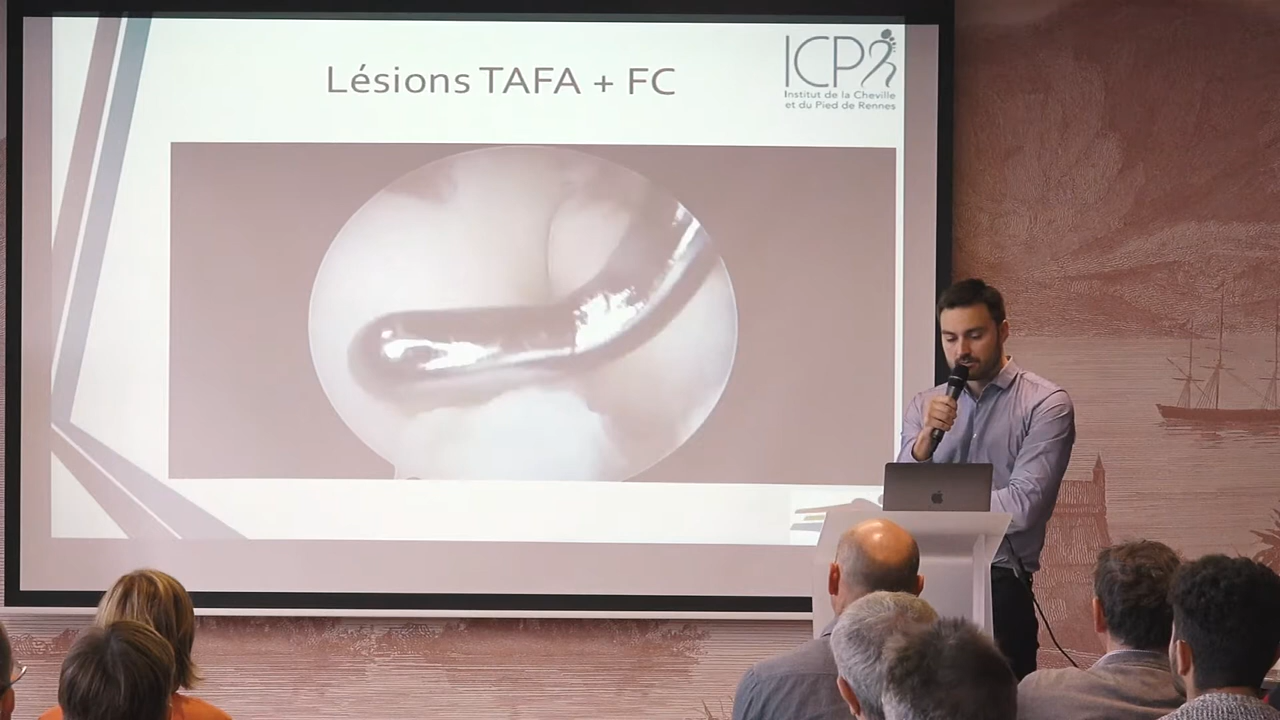 Lésions TAFA + FC
ICP
Institut de la Cheville
et du Pied de Rennes